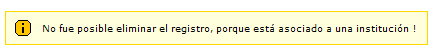 No fue posible eliminar el registro, porque está asociado a una institución !